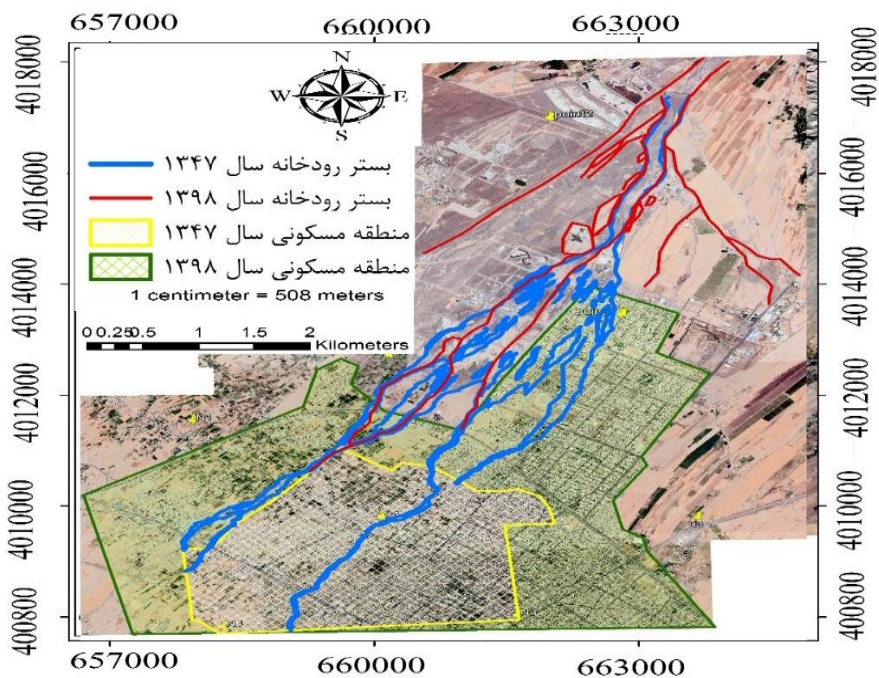 657000 660000 663000
4018000 4018000
N
W E
S
point2
بستر رودخانه سال ۱۳۴۷
4016000 4016000
بستر رودخانه سال ۱۳۹۸
منطقه مسکونی سال ۱۳۴۷
منطقه مسکونی سال ۱۳۹۸
4014000 4014000
1 centimeter = 508 meters
0 0.25 0.5 1 1.5 2
Kilometers
4012000 4012000
4010000 4010000
400800 400800
657000 660000 663000